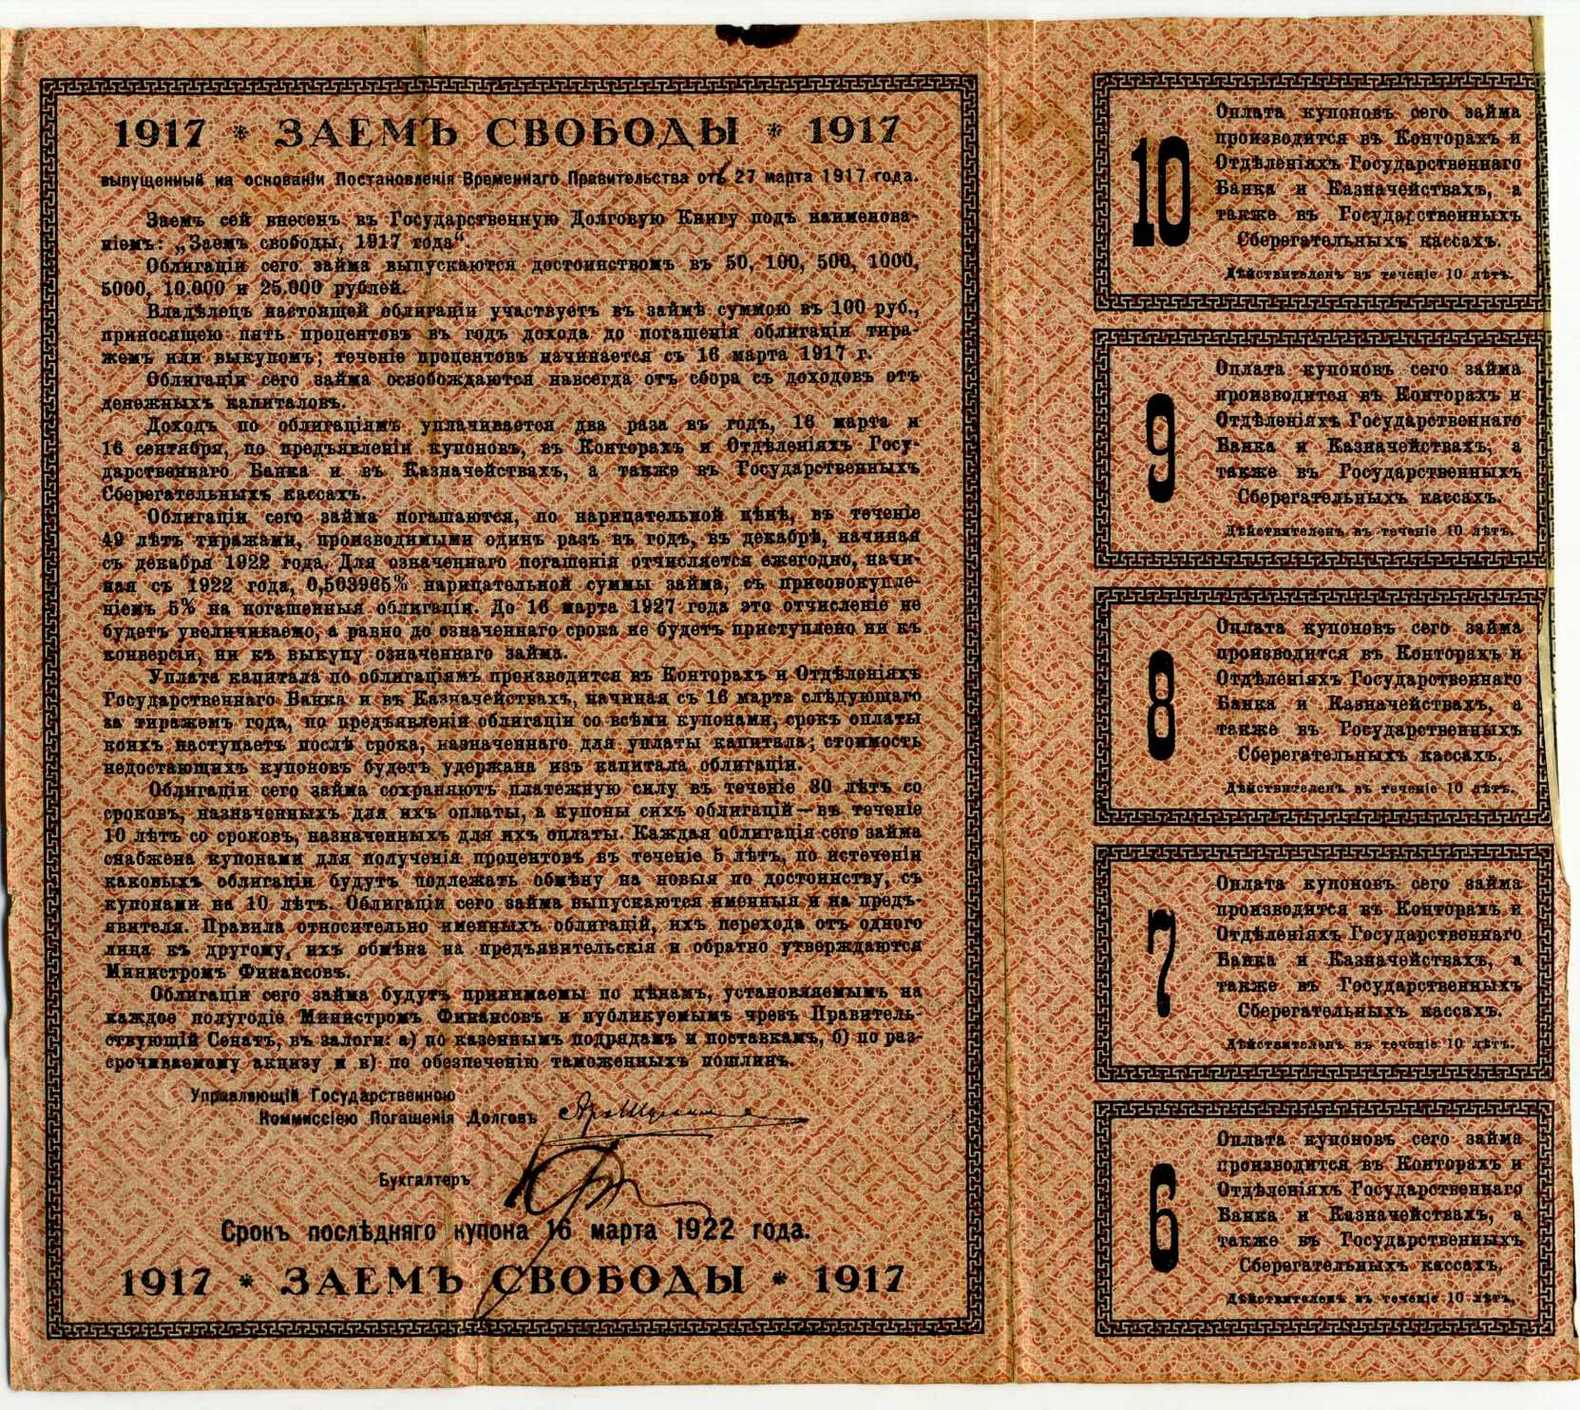 1917 * ЗАЕМЪ СВОБОДЫ * 1917
выпущенный на основаніи Постановленія Временнаго Правительства отъ 27 марта 1917 года.
Заемъ сей внесенъ въ Государственную Долговую Книгу подъ наименова-
ніемъ: „Заемъ свободы, 1917 года“.
Облигаціи сего займа выпускаются достоинствомъ въ 50, 100, 500, 1000,
5000, 10.000 и 25.000 рублей.
Владѣлецъ настоящей облигаціи участвуетъ въ займѣ суммою въ 100 руб.,
приносящею пять процентовъ въ годъ дохода до погашенія облигаціи тира-
жемъ или выкупомъ; теченіе процентовъ начинается съ 16 марта 1917 г.
Облигаціи сего займа освобождаются навсегда отъ сбора съ доходовъ отъ
денежныхъ капиталовъ.
Доходъ по облигаціямъ уплачивается два раза въ годъ, 16 марта и
16 сентября, по предъявленіи купоновъ, въ Конторахъ и Отдѣленіяхъ Госу-
дарственнаго Банка и въ Казначействахъ, а также въ Государственныхъ
Сберегательныхъ кассахъ.
Облигаціи сего займа погашаются, по нарицательной цѣнѣ, въ теченіе
49 лѣтъ тиражами, производимыми одинъ разъ въ годъ, въ декабрѣ, начиная
съ декабря 1922 года. Для означеннаго погашенія отчисляется ежегодно, начи-
ная съ 1922 года, 0,503965% нарицательной суммы займа, съ присовокупле-
ніемъ 5% на погашенныя облигаціи. До 16 марта 1927 года это отчисленіе не
будетъ увеличиваемо, а равно до означеннаго срока не будетъ приступлено ни къ
конверсіи, ни къ выкупу означеннаго займа.
Уплата капитала по облигаціямъ производится въ Конторахъ и Отдѣленіяхъ
Государственнаго Банка и въ Казначействахъ, начиная съ 16 марта слѣдующаго
за тиражемъ года, по предъявленіи облигаціи со всѣми купонами, срокъ оплаты
коихъ наступаетъ послѣ срока, назначеннаго для уплаты капитала; стоимость
недостающихъ купоновъ будетъ удержана изъ капитала облигаціи.
Облигаціи сего займа сохраняютъ платежную силу въ теченіе 30 лѣтъ со
сроковъ, назначенныхъ для ихъ оплаты, а купоны сихъ облигацій — въ теченіе
10 лѣтъ со сроковъ, назначенныхъ для ихъ оплаты. Каждая облигація сего займа
снабжена купонами для полученія процентовъ въ теченіе 5 лѣтъ, по истеченіи
каковыхъ облигаціи будутъ подлежать обмѣну на новыя по достоинству, съ
купонами на 10 лѣтъ. Облигаціи сего займа выпускаются именныя и на предъ-
явителя. Правила относительно именныхъ облигацій, ихъ перехода отъ одного
лица къ другому, ихъ обмѣна на предъявительскія и обратно утверждаются
Министромъ Финансовъ.
Облигаціи сего займа будутъ принимаемы по цѣнамъ, установляемымъ на
каждое полугодіе Министромъ Финансовъ и публикуемымъ чрезъ Правитель-
ствующій Сенатъ, въ залоги: а) по казеннымъ подрядамъ и поставкамъ, б) по раз-
срочиваемому акцизу и в) по обезпеченію таможенныхъ пошлинъ.
Управляющій Государственною
Коммиссіею Погашенія Долговъ
Бухгалтеръ
Срокъ послѣдняго купона 16 марта 1922 года.
1917 * ЗАЕМЪ СВОБОДЫ * 1917
10
Оплата купоновъ сего займа
производится въ Конторахъ и
Отдѣленіяхъ Государственнаго
Банка и Казначействахъ, а
также въ Государственныхъ
Сберегательныхъ кассахъ.
Дѣйствителенъ въ теченіе 10 лѣтъ.
9
Оплата купоновъ сего займа
производится въ Конторахъ и
Отдѣленіяхъ Государственнаго
Банка и Казначействахъ, а
также въ Государственныхъ
Сберегательныхъ кассахъ.
Дѣйствителенъ въ теченіе 10 лѣтъ.
8
Оплата купоновъ сего займа
производится въ Конторахъ и
Отдѣленіяхъ Государственнаго
Банка и Казначействахъ, а
также въ Государственныхъ
Сберегательныхъ кассахъ.
Дѣйствителенъ въ теченіе 10 лѣтъ.
7
Оплата купоновъ сего займа
производится въ Конторахъ и
Отдѣленіяхъ Государственнаго
Банка и Казначействахъ, а
также въ Государственныхъ
Сберегательныхъ кассахъ.
Дѣйствителенъ въ теченіе 10 лѣтъ.
6
Оплата купоновъ сего займа
производится въ Конторахъ и
Отдѣленіяхъ Государственнаго
Банка и Казначействахъ, а
также въ Государственныхъ
Сберегательныхъ кассахъ.
Дѣйствителенъ въ теченіе 10 лѣтъ.